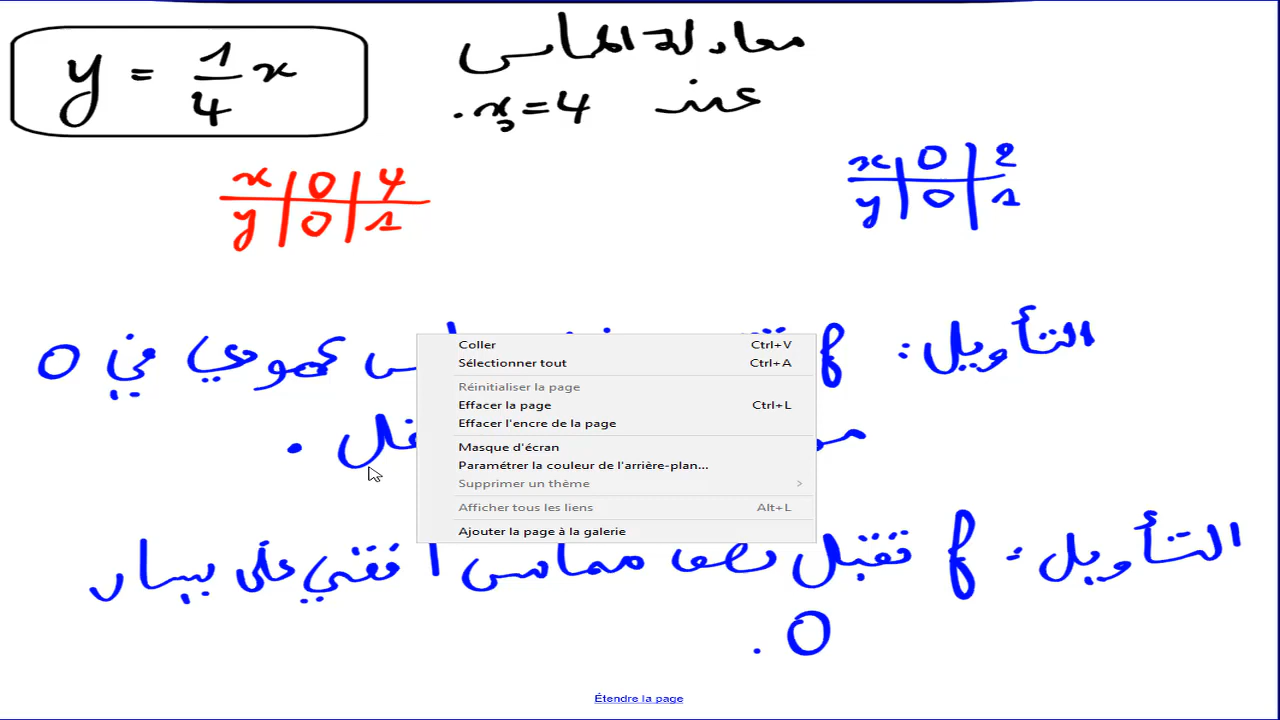 معادلة المماس
عند x₀=4 .
y = 1/4 x
x | 0 | 4
y | 0 | 1
x | 0 | 2
y | 0 | 1
التأويل: f عمودي في 0
.
Coller Ctrl+V
Sélectionner tout Ctrl+A
Réinitialiser la page
Effacer la page Ctrl+L
Effacer l'encre de la page
Masque d'écran
Paramétrer la couleur de l'arrière-plan...
Supprimer un thème >
Afficher tous les liens Alt+L
Ajouter la page à la galerie
التأويل: f تقبل نصف مماس أفقي على يسار
0 .
Étendre la page